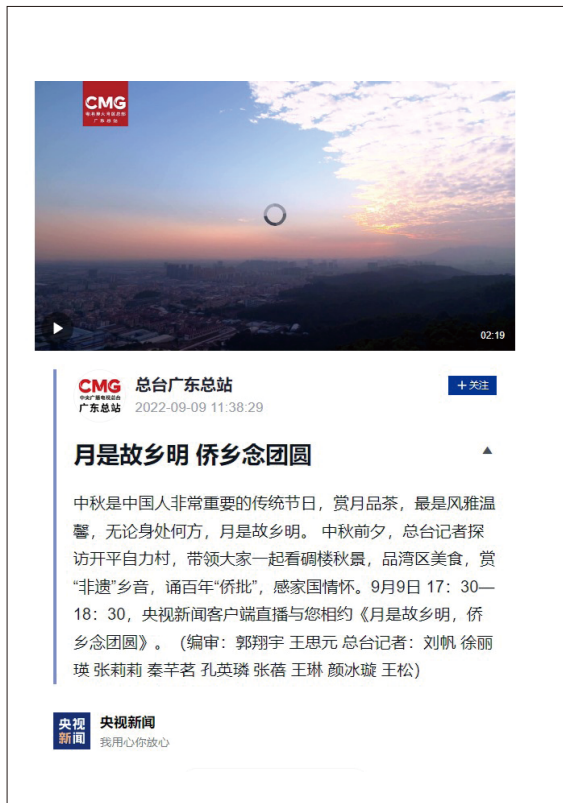 CMG
中央广播电视总台
广东总站
02:19
CMG
中央广播电视总台
广东总站
总台广东总站
2022-09-09 11:38:29
+关注
月是故乡明 侨乡念团圆
中秋是中国人非常重要的传统节日，赏月品茶，最是风雅温
馨，无论身处何方，月是故乡明。 中秋前夕，总台记者探
访开平自力村，带领大家一起看碉楼秋景，品湾区美食，赏
“非遗”乡音，诵百年“侨批”，感家国情怀。9月9日 17：30—
18：30，央视新闻客户端直播与您相约《月是故乡明，侨
乡念团圆》。（编审：郭翔宇 王思元 总台记者：刘帆 徐丽
瑛 张莉莉 秦芊茗 孔英璘 张蓓 王琳 颜冰璇 王松）
央视
新闻
央视新闻
我用心你放心